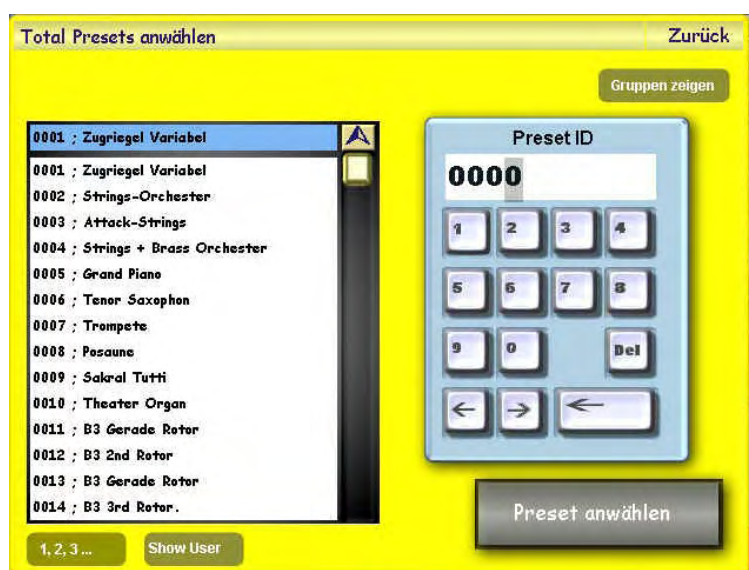 Total Presets anwählen
Zurück
Gruppen zeigen
0001 ; Zugriegel Variabel
0001 ; Zugriegel Variabel
0002 ; Strings-Orchester
0003 ; Attack-Strings
0004 ; Strings + Brass Orchester
0005 ; Grand Piano
0006 ; Tenor Saxophon
0007 ; Trompete
0008 ; Posaune
0009 ; Sakral Tutti
0010 ; Theater Organ
0011 ; B3 Gerade Rotor
0012 ; B3 2nd Rotor
0013 ; B3 Gerade Rotor
0014 ; B3 3rd Rotor.
1, 2, 3 ...
Show User
Preset ID
0000
1 2 3 4
5 6 7 8
9 0 Del
← → ←
Preset anwählen